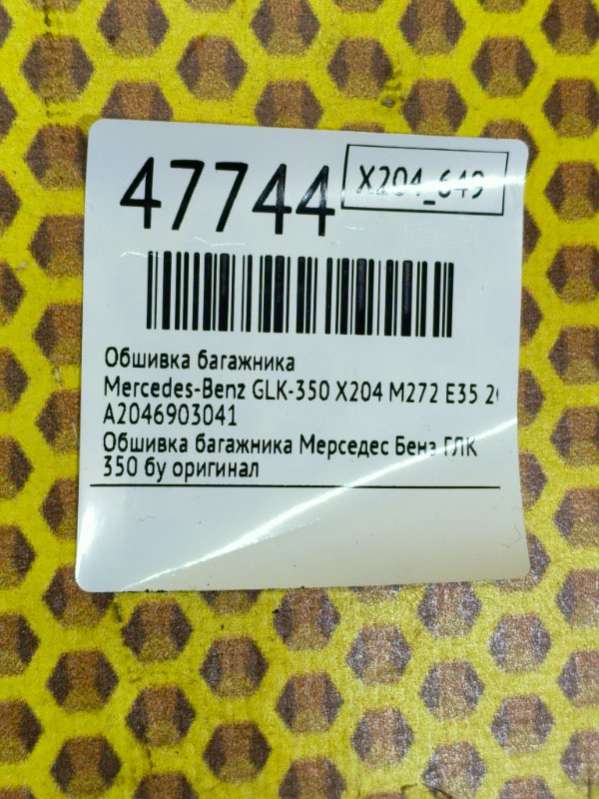 47744
X204_649
Обшивка багажника
Mercedes-Benz GLK-350 X204 M272 E35
A2046903041
Обшивка багажника Мерседес Бенз ГЛК
350 бу оригинал